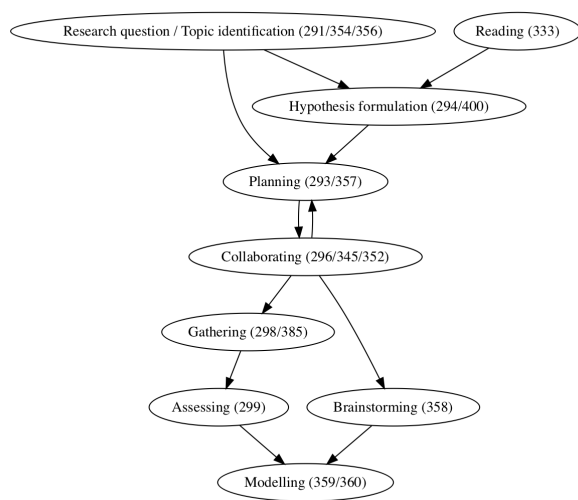 Research question / Topic identification (291/354/356)
Reading (333)
Hypothesis formulation (294/400)
Planning (293/357)
Collaborating (296/345/352)
Gathering (298/385)
Assessing (299)
Brainstorming (358)
Modelling (359/360)